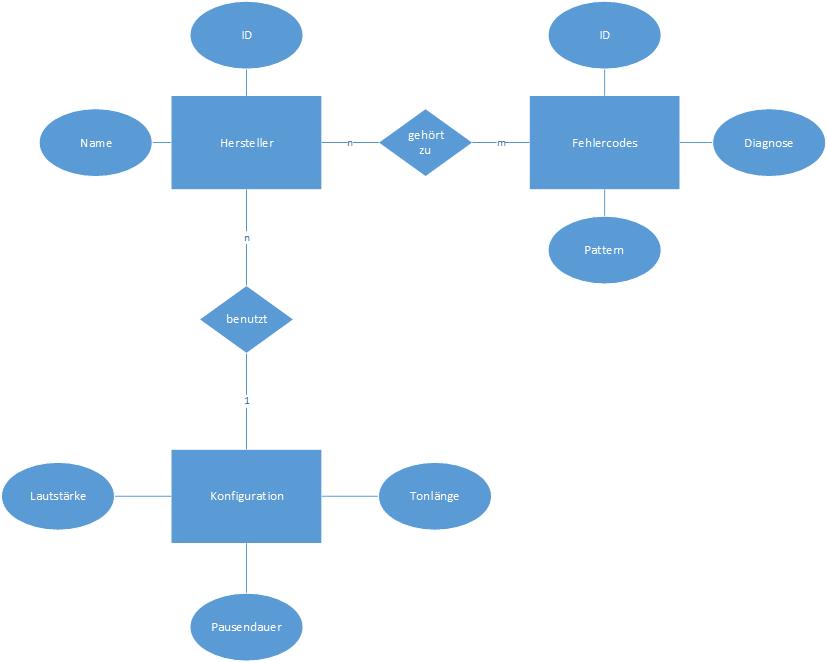 ID
ID
Name
Hersteller
n
gehört
zu
m
Fehlercodes
Diagnose
Pattern
n
benutzt
1
Lautstärke
Konfiguration
Tonlänge
Pausendauer